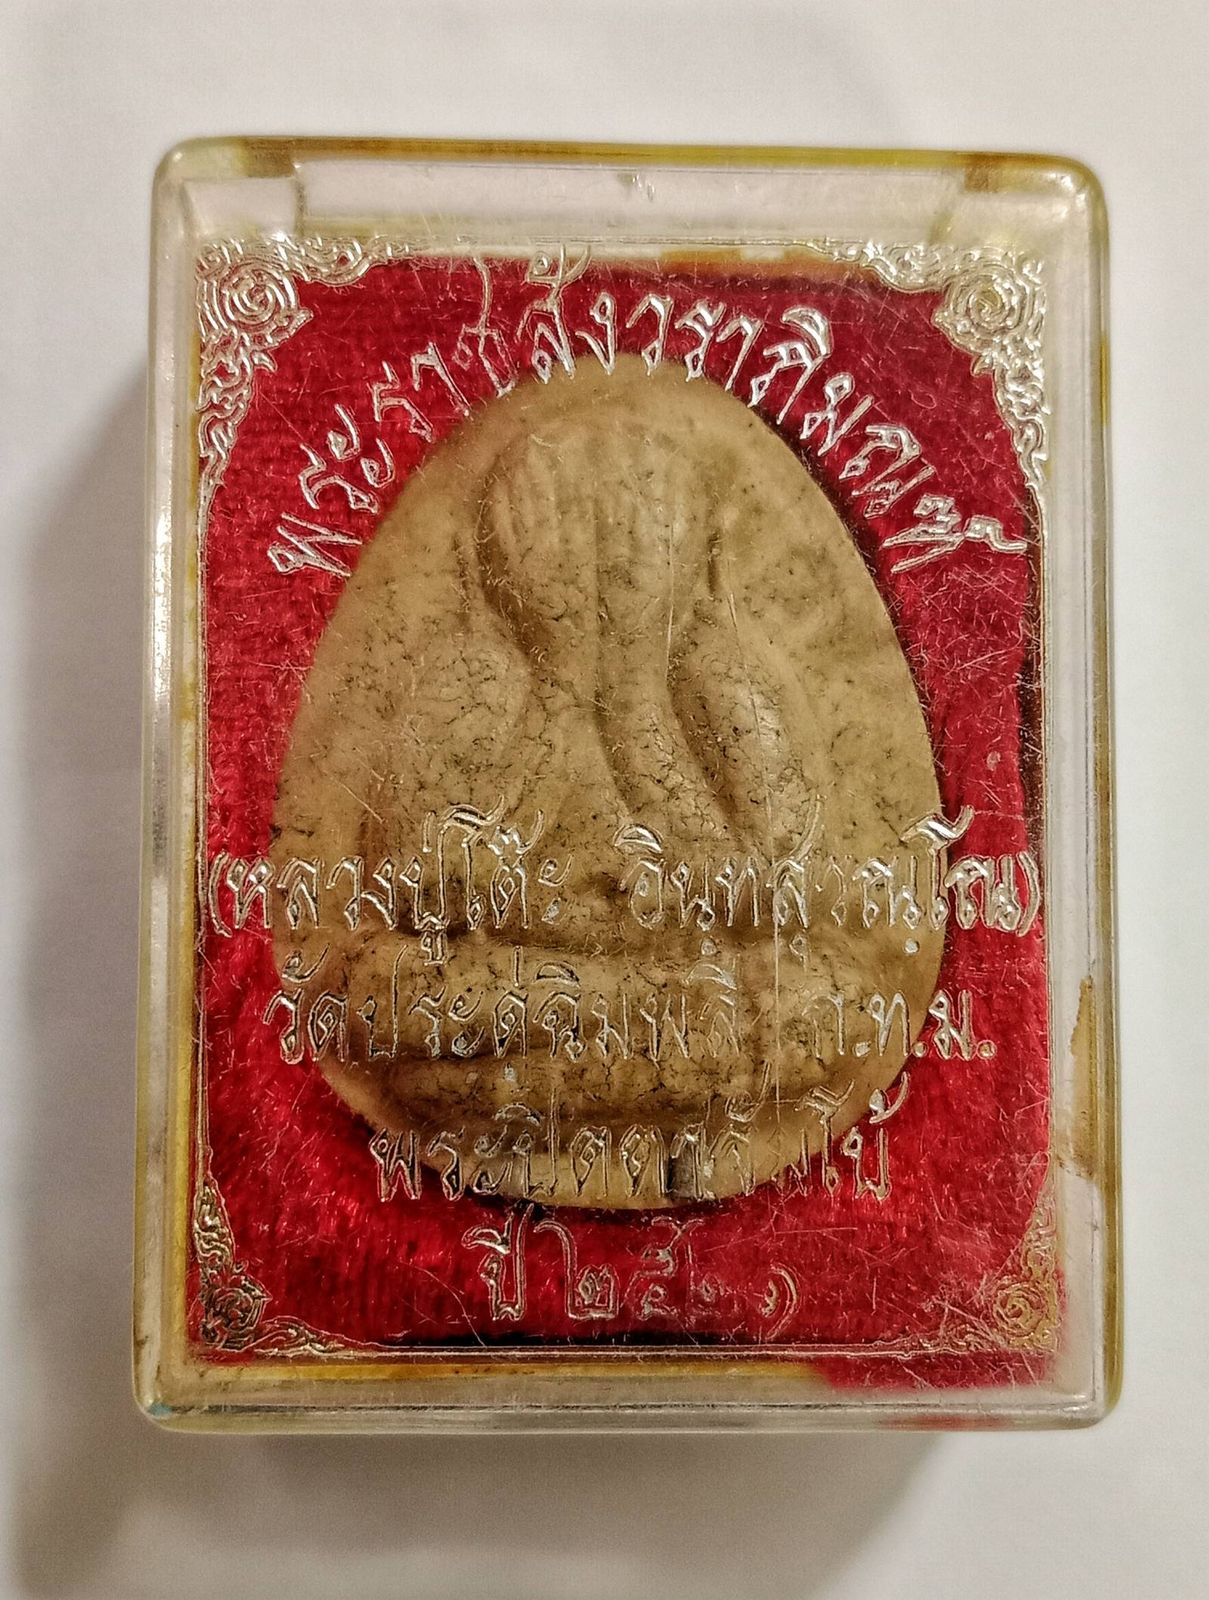 พระราชสังวราภิมณฑ์
(หลวงปู่โต๊ะ อินฺทสุวณฺโณ)
วัดประดู่ฉิมพลี ก.ท.ม.
พระปิดตาจัมโบ้
ปี ๒๕๒๑